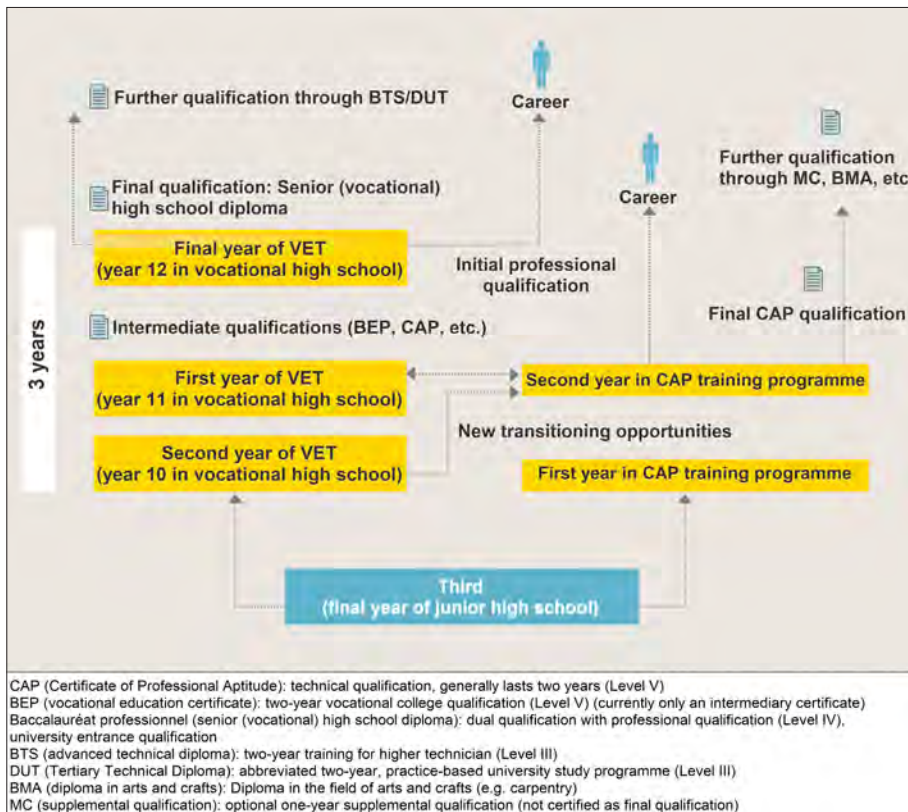 Further qualification through BTS/DUT
Career
Further qualification
through MC, BMA, etc.
Final qualification: Senior (vocational)
high school diploma
Career
Final year of VET
(year 12 in vocational high school)
Initial professional
qualification
Final CAP qualification
Intermediate qualifications (BEP, CAP, etc.)
3 years
First year of VET
(year 11 in vocational high school)
Second year in CAP training programme
New transitioning opportunities
Second year of VET
(year 10 in vocational high school)
First year in CAP training programme
Third
(final year of junior high school)
CAP (Certificate of Professional Aptitude): technical qualification, generally lasts two years (Level V)
BEP (vocational education certificate): two-year vocational college qualification (Level V) (currently only an intermediate certificate)
Baccalauréat professionnel (senior (vocational) high school diploma): dual qualification with professional qualification (Level IV),
university entrance qualification
BTS (advanced technical diploma): two-year training for higher technician (Level III)
DUT (Tertiary Technical Diploma): abbreviated two-year, practice-based university study programme (Level III)
BMA (diploma in arts and crafts): Diploma in the field of arts and crafts (e.g. carpentry)
MC (supplemental qualification): optional one-year supplemental qualification (not certified as final qualification)